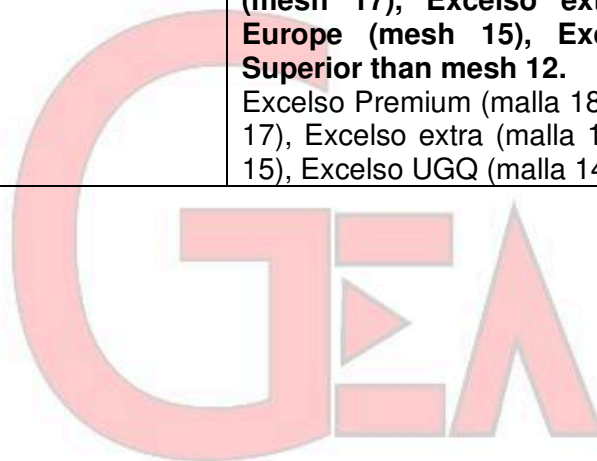 (mesh 17), Excelso ext
Europe (mesh 15), Exc
Superior than mesh 12.
Excelso Premium (malla 18
17), Excelso extra (malla 1
15), Excelso UGQ (malla 14
GEA